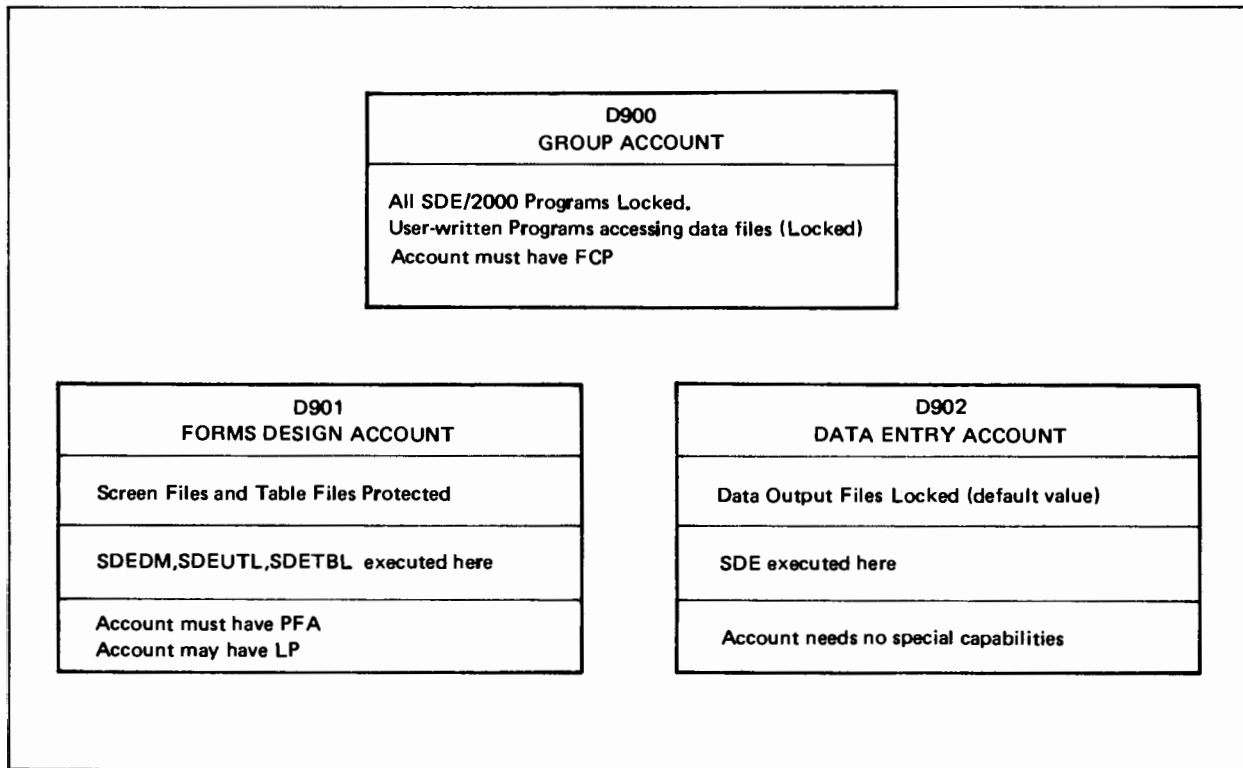 D900
GROUP ACCOUNT
All SDE/2000 Programs Locked.
User-written Programs accessing data files (Locked)
Account must have FCP
D901
FORMS DESIGN ACCOUNT
Screen Files and Table Files Protected
SDEDM,SDEUTL,SDETBL executed here
Account must have PFA
Account may have LP
D902
DATA ENTRY ACCOUNT
Data Output Files Locked (default value)
SDE executed here
Account needs no special capabilities